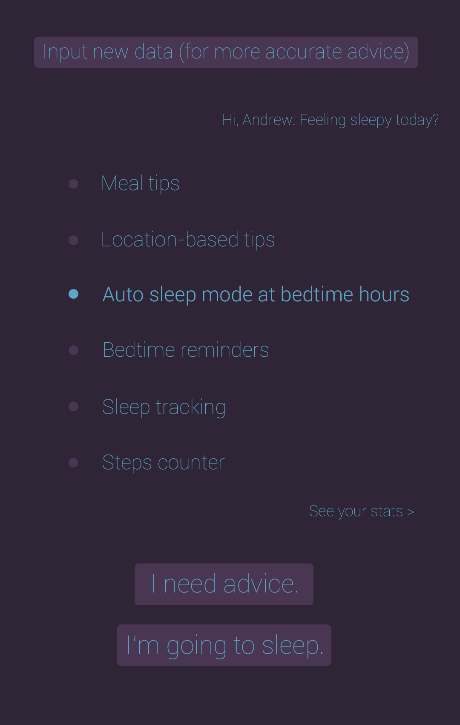 Input new data (for more accurate advice)
Hi, Andrew. Feeling sleepy today?
Meal tips
Location-based tips
Auto sleep mode at bedtime hours
Bedtime reminders
Sleep tracking
Steps counter
See your stats >
I need advice.
I'm going to sleep.